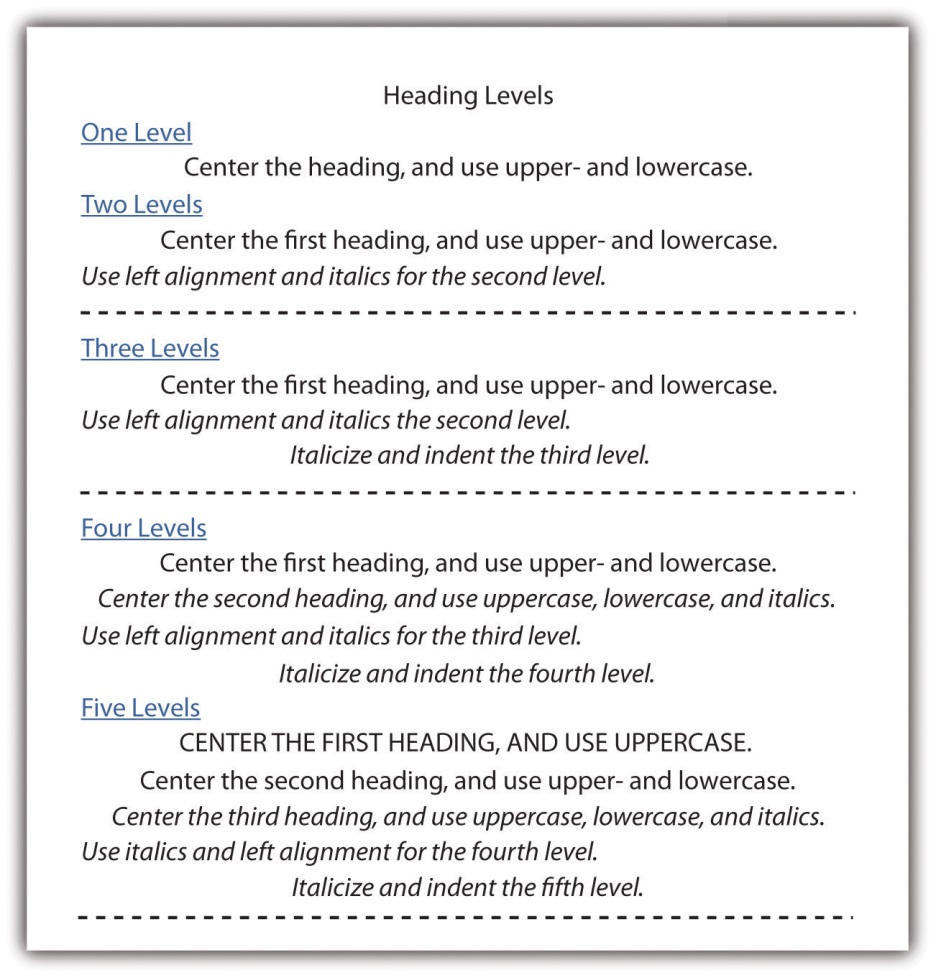 Heading Levels
One Level
Center the heading, and use upper- and lowercase.
Two Levels
Center the first heading, and use upper- and lowercase.
Use left alignment and italics for the second level.
Three Levels
Center the first heading, and use upper- and lowercase.
Use left alignment and italics the second level.
Italicize and indent the third level.
Four Levels
Center the first heading, and use upper- and lowercase.
Center the second heading, and use uppercase, lowercase, and italics.
Use left alignment and italics for the third level.
Italicize and indent the fourth level.
Five Levels
CENTER THE FIRST HEADING, AND USE UPPERCASE.
Center the second heading, and use upper- and lowercase.
Center the third heading, and use uppercase, lowercase, and italics.
Use italics and left alignment for the fourth level.
Italicize and indent the fifth level.